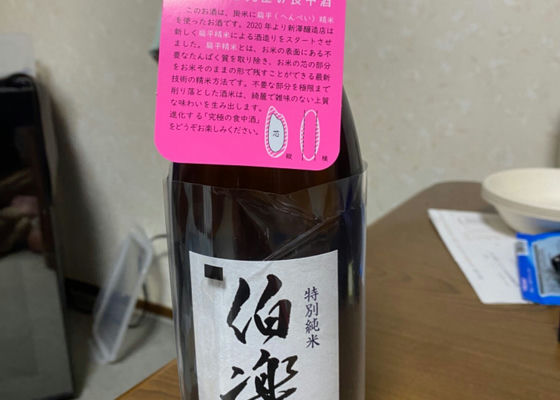 の食中酒
このお酒は、掛米に扁平(へんぺい)精米
を使ったお酒です。2020年より新澤醸造店は
新しく扁平精米による酒造りをスタートさせ
ました。扁平精米とは、お米の表面にある不
要なたんぱく質を取り除き、お米の芯の部分
をお米そのままの形で残すことができる最新
技術の精米方法です。不要な部分を極限まで
削り落とした酒米は、綺麗で雑味のない上質
な味わいを生み出します。
進化する「究極の食中酒」
をどうぞお楽しみください。
芯
縦
横
特別純米
伯楽